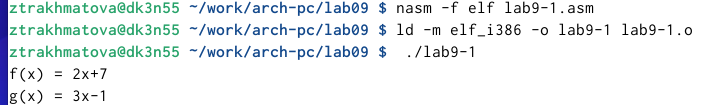 ztrakhmatova@dk3n55 ~/work/arch-pc/lab09 $ nasm -f elf lab9-1.asm
ztrakhmatova@dk3n55 ~/work/arch-pc/lab09 $ ld -m elf_i386 -o lab9-1 lab9-1.o
ztrakhmatova@dk3n55 ~/work/arch-pc/lab09 $  ./lab9-1
f(x) = 2x+7
g(x) = 3x-1